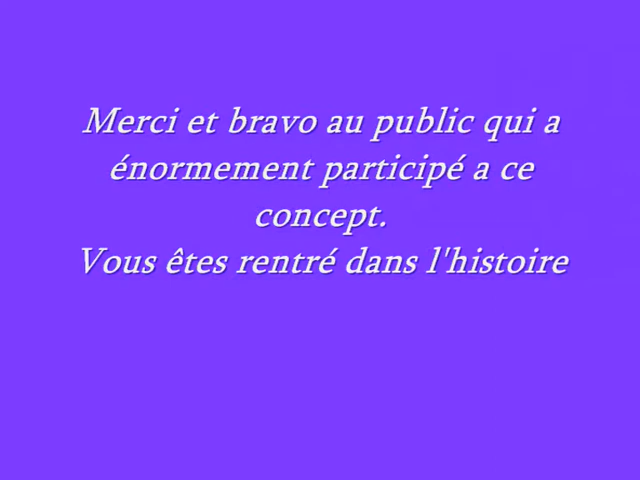 Merci et bravo au public qui a
énormement participé a ce
concept.
Vous êtes rentré dans l'histoire